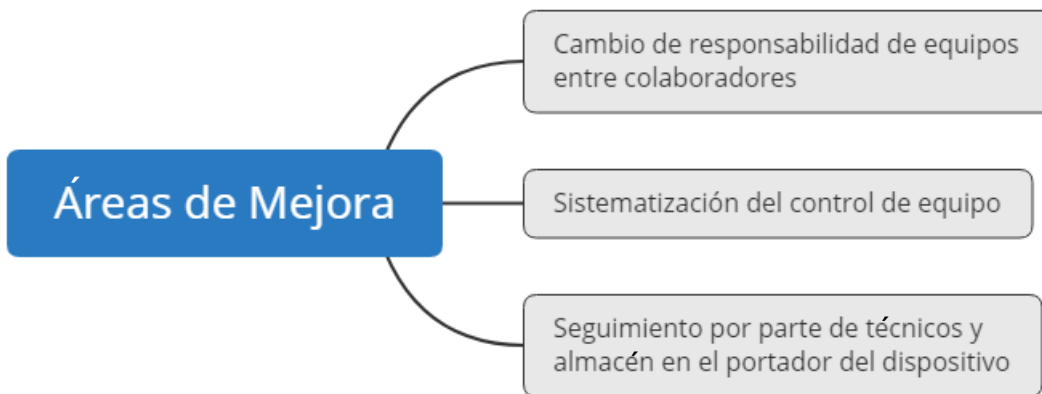 Áreas de Mejora
Cambio de responsabilidad de equipos
entre colaboradores
Sistematización del control de equipo
Seguimiento por parte de técnicos y
almacén en el portador del dispositivo